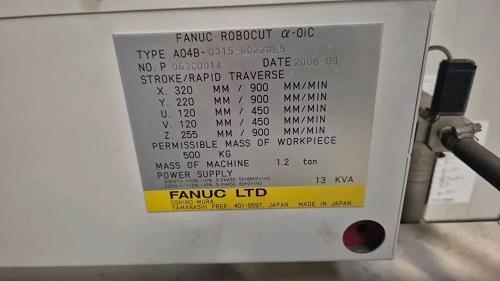 FANUC ROBOCUT α-0iC
TYPE A04B-0315-B022#E5
NO. P 063C0014 DATE 2006-03
STROKE/RAPID TRAVERSE
X. 320 MM / 900 MM/MIN
Y. 220 MM / 900 MM/MIN
U. 120 MM / 450 MM/MIN
V. 120 MM / 450 MM/MIN
Z. 255 MM / 900 MM/MIN
PERMISSIBLE MASS OF WORKPIECE
500 KG
MASS OF MACHINE 1.2 ton
POWER SUPPLY
13 KVA
FANUC LTD
OSHINO-MURA
YAMANASHI PREF. 401-0597, JAPAN MADE IN JAPAN